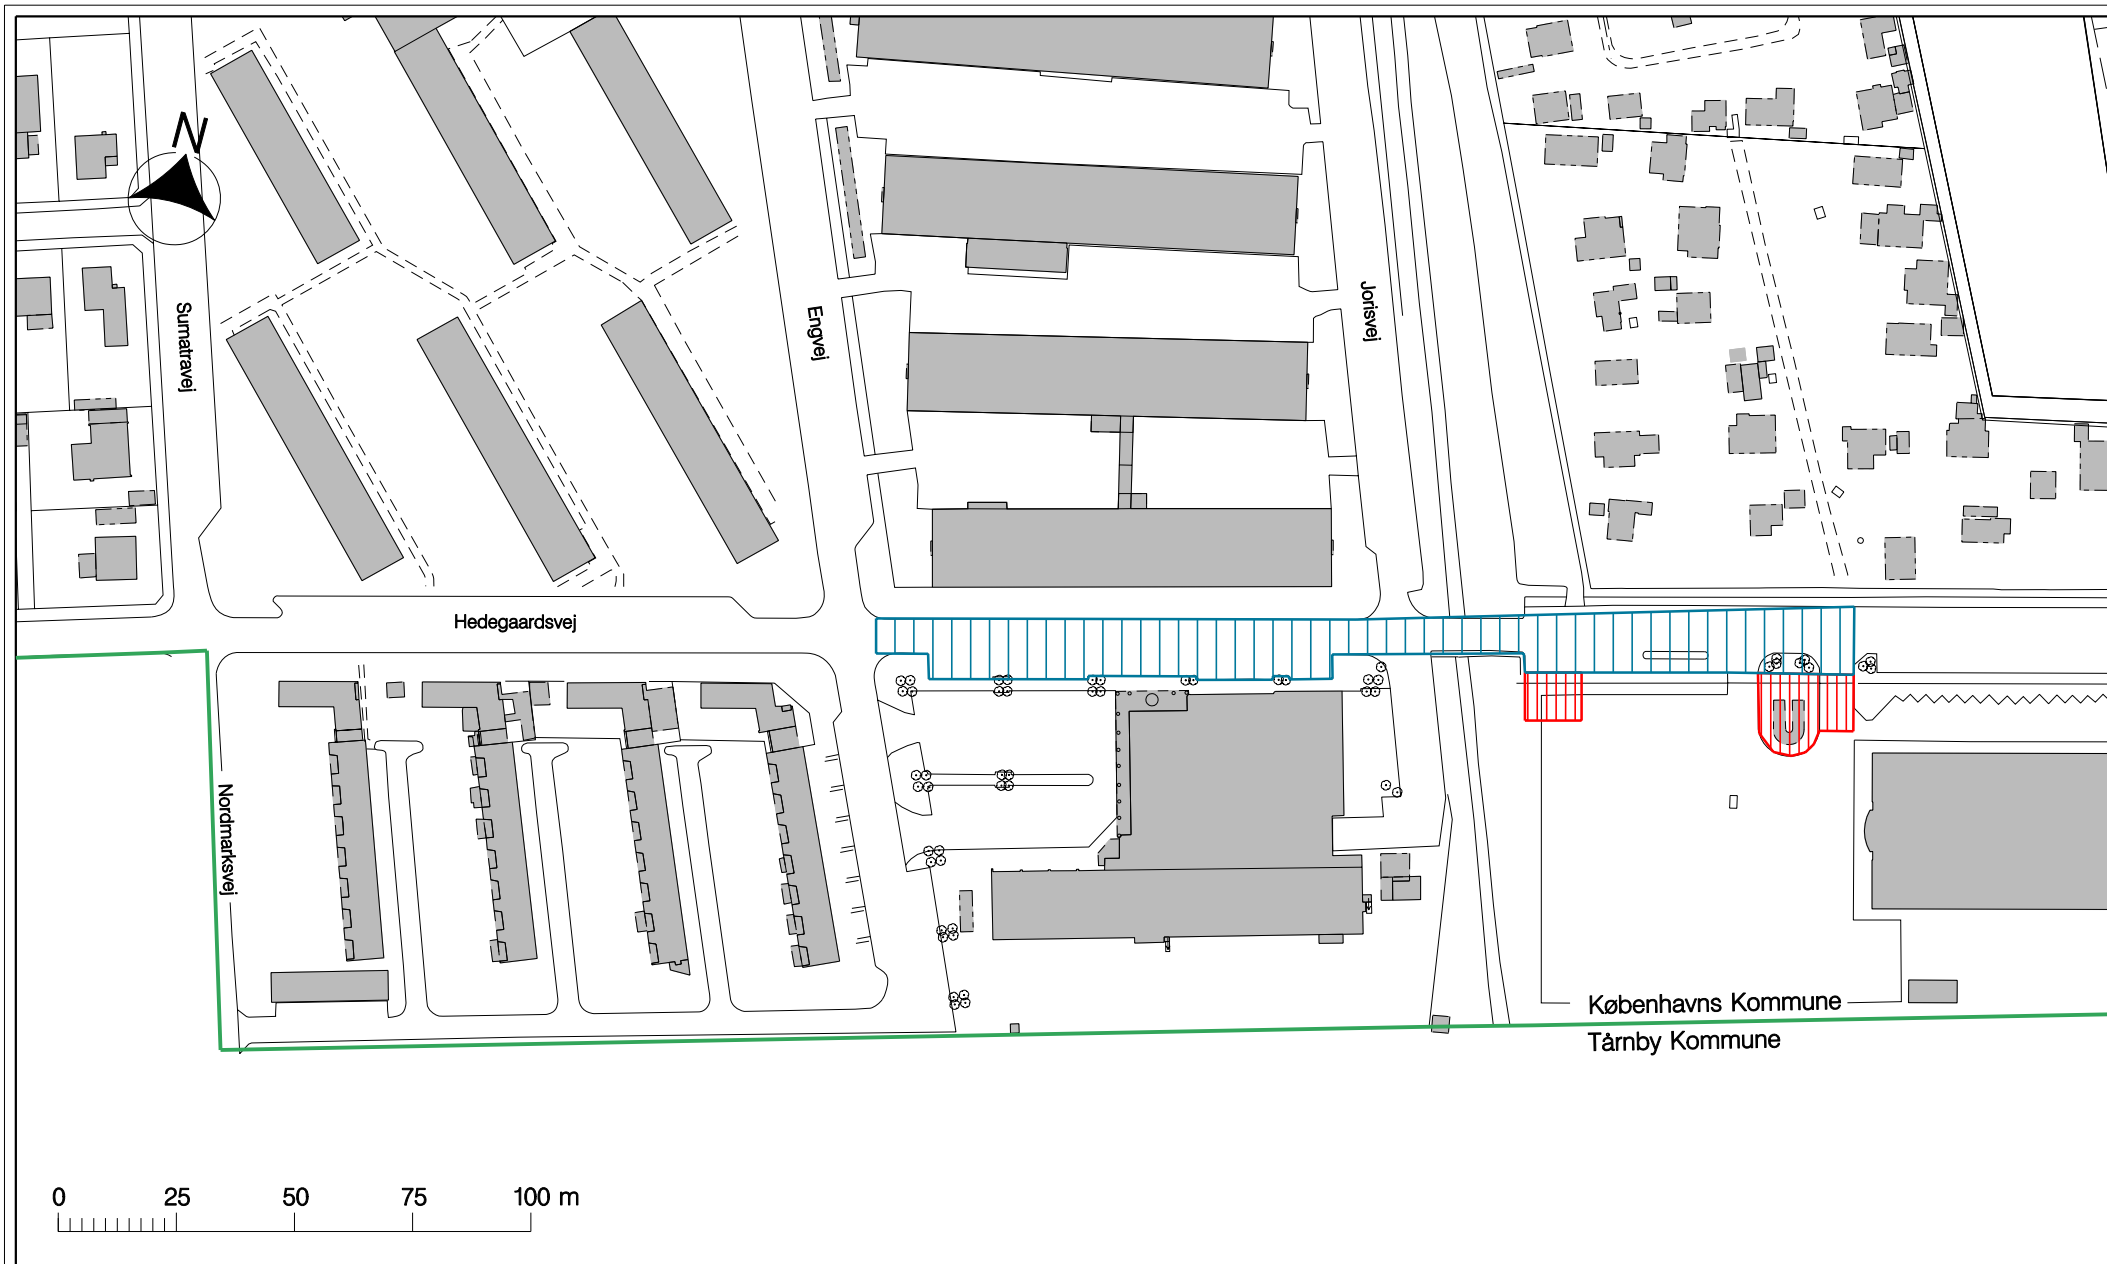 N
Sumatravej
Engvej
Jorisvej
Hedegaardsvej
Nordmarksvej
Københavns Kommune
Tårnby Kommune
0 25 50 75 100 m